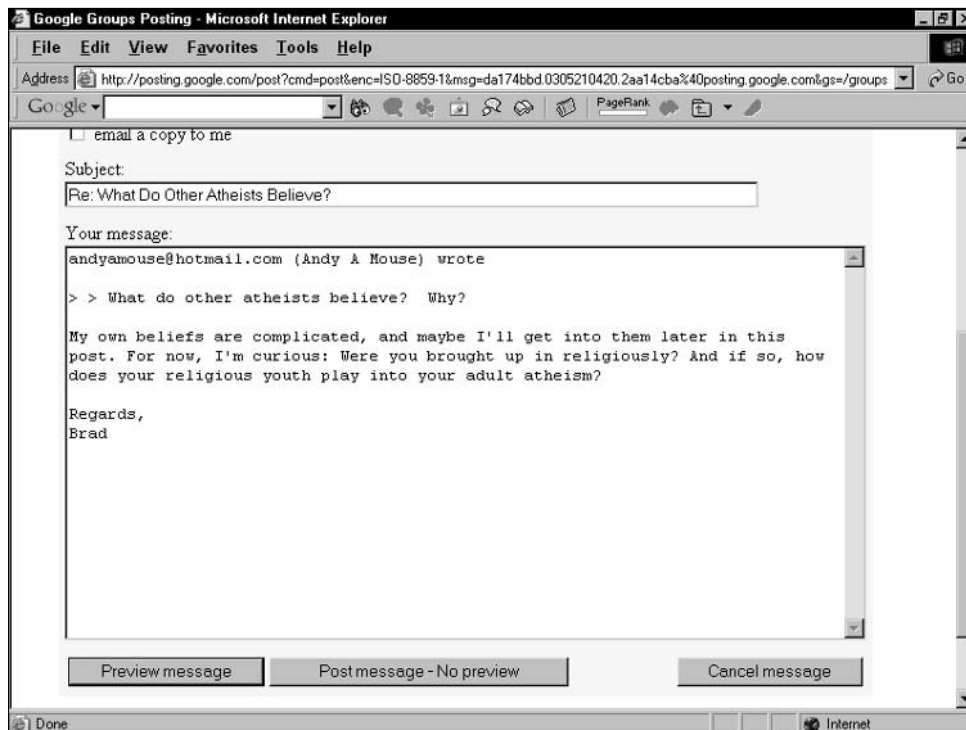 Google Groups Posting - Microsoft Internet Explorer
File Edit View Favorites Tools Help
Address http://posting.google.com/post?cmd=post&enc=ISO-8859-1&msg=da174bbd.0305210420.2aa14cba%40posting.google.com&gs=/groups Go
Google PageRank
email a copy to me
Subject:
Re: What Do Other Atheists Believe?
Your message:
andyamouse@hotmail.com (Andy A Mouse) wrote
> > What do other atheists believe?  Why?
My own beliefs are complicated, and maybe I'll get into them later in this
post. For now, I'm curious: Were you brought up in religiously? And if so, how
does your religious youth play into your adult atheism?
Regards,
Brad
Preview message Post message - No preview Cancel message
Done Internet